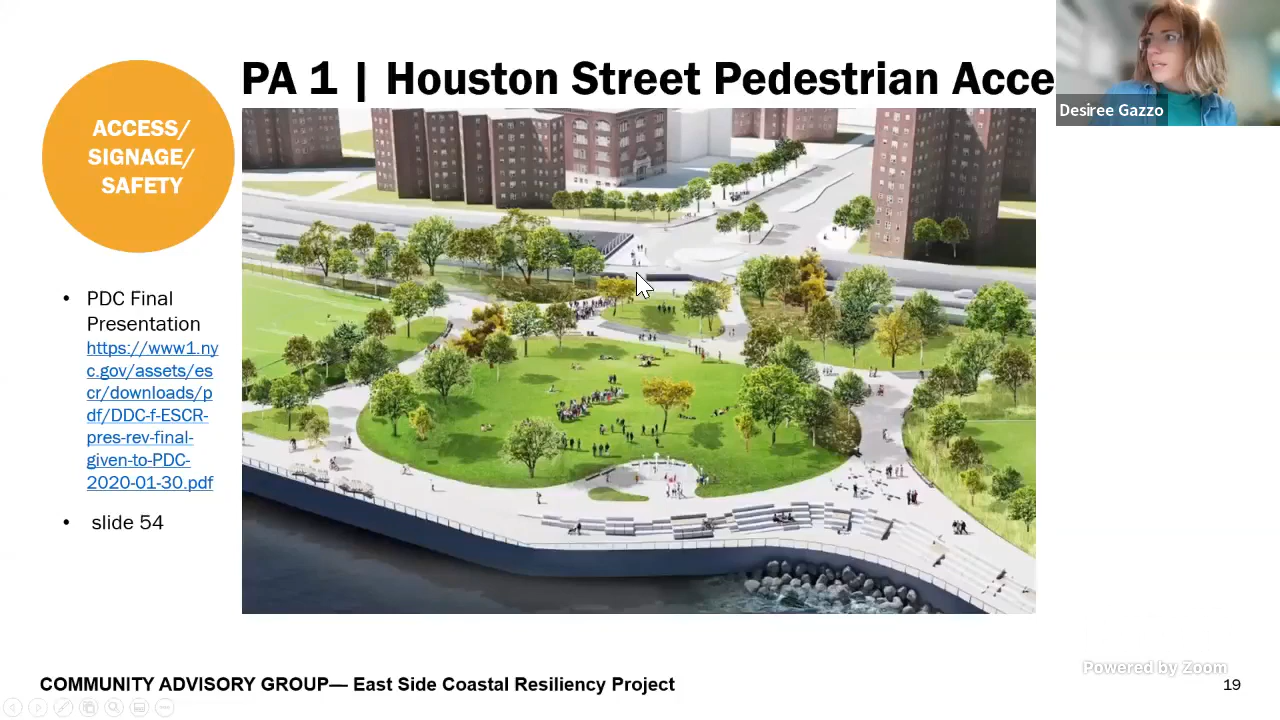 PA 1 | Houston Street Pedestrian Acce
Desiree Gazzo
ACCESS/
SIGNAGE/
SAFETY
• PDC Final
Presentation
https://www1.ny
c.gov/assets/es
cr/downloads/p
df/DDC-f-ESCR-
pres-rev-final-
given-to-PDC-
2020-01-30.pdf
• slide 54
Powered by Zoom
COMMUNITY ADVISORY GROUP— East Side Coastal Resiliency Project
19